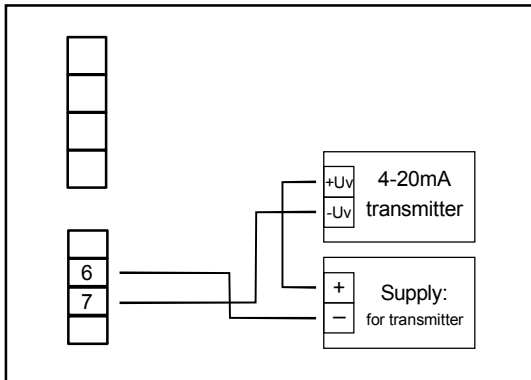 6
7
+Uv
-Uv
4-20mA
transmitter
+
−
Supply:
for transmitter